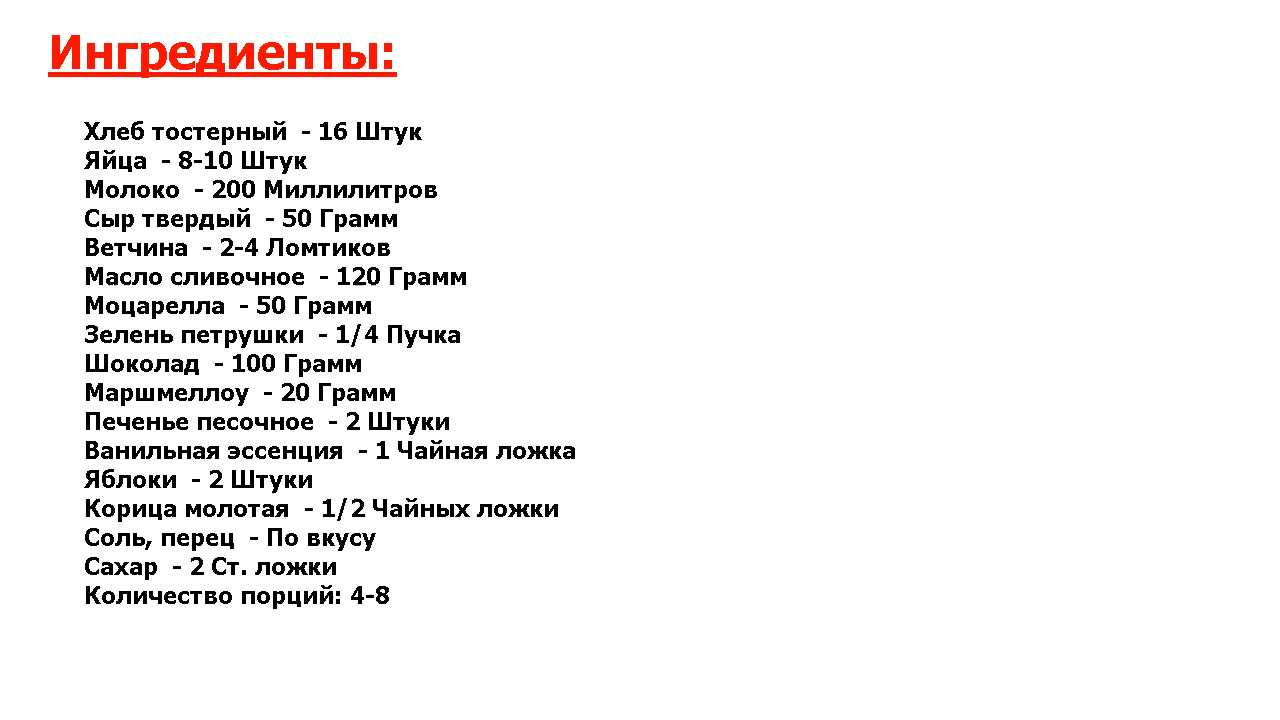 Ингредиенты:
Хлеб тостерный - 16 Штук
Яйца - 8-10 Штук
Молоко - 200 Миллилитров
Сыр твердый - 50 Грамм
Ветчина - 2-4 Ломтиков
Масло сливочное - 120 Грамм
Моцарелла - 50 Грамм
Зелень петрушки - 1/4 Пучка
Шоколад - 100 Грамм
Маршмеллоу - 20 Грамм
Печенье песочное - 2 Штуки
Ванильная эссенция - 1 Чайная ложка
Яблоки - 2 Штуки
Корица молотая - 1/2 Чайных ложки
Соль, перец - По вкусу
Сахар - 2 Ст. ложки
Количество порций: 4-8